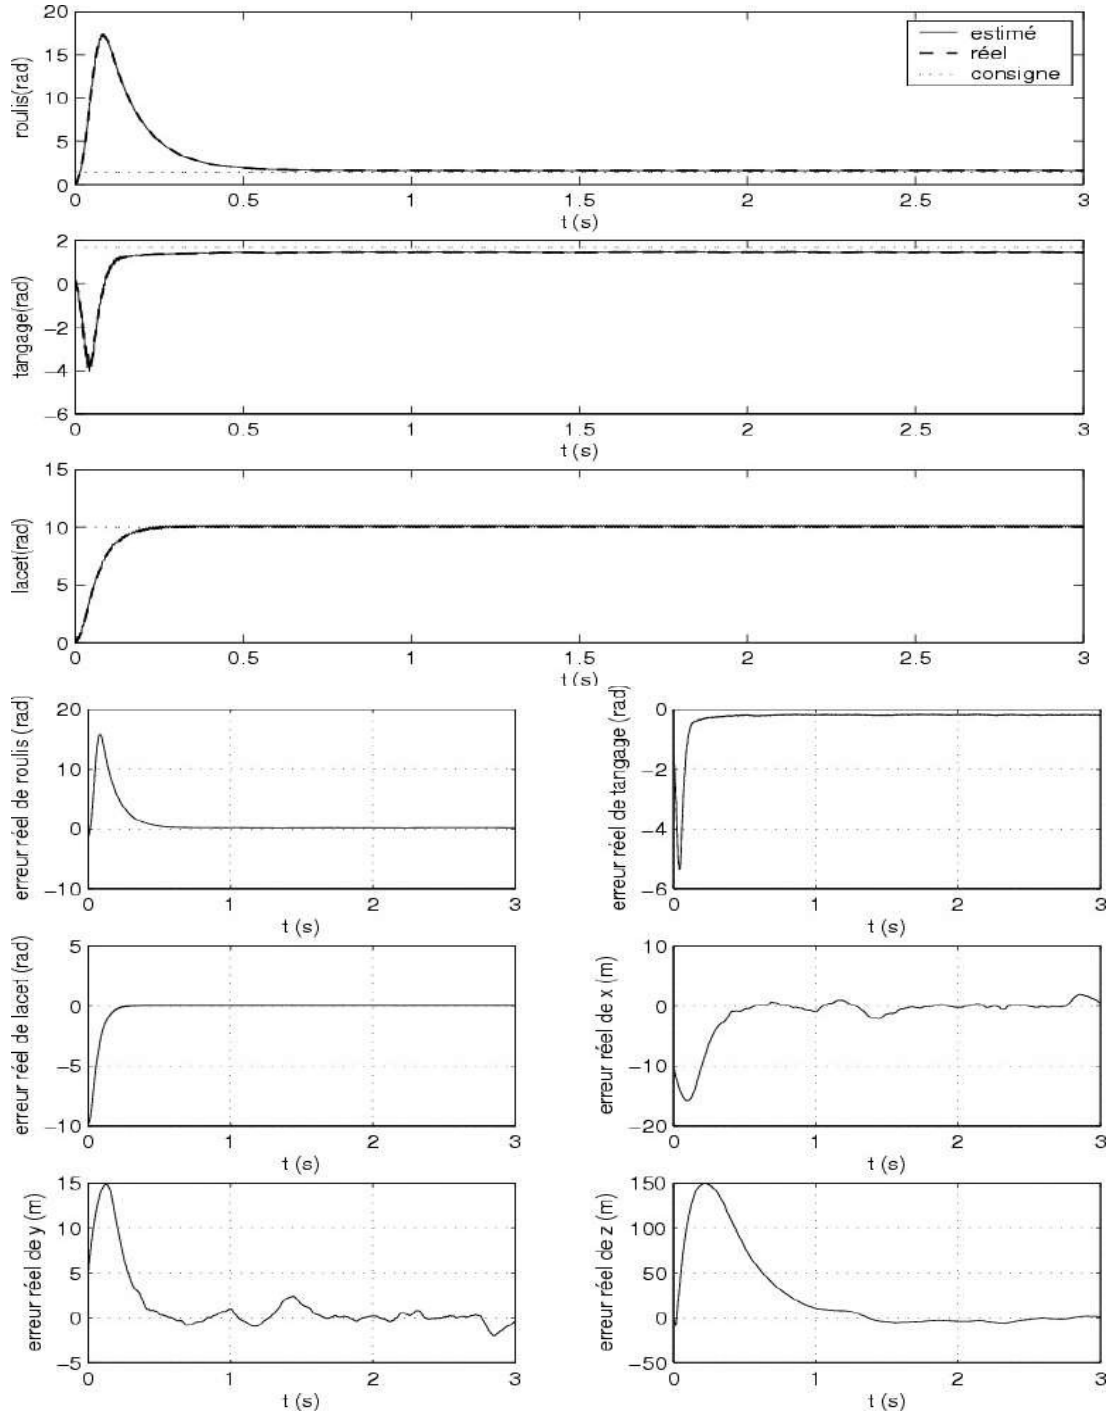 20
15
10
5
0
roulis(rad)
estimé
réel
consigne
0 0.5 1 1.5 2 2.5 3
t (s)
2
0
−2
−4
−6
tangage(rad)
0 0.5 1 1.5 2 2.5 3
t (s)
15
10
5
0
lacet(rad)
0 0.5 1 1.5 2 2.5 3
t (s)
20
10
0
−10
erreur réel de roulis (rad)
0 1 2 3
t (s)
0
−2
−4
−6
erreur réel de tangage (rad)
0 1 2 3
t (s)
5
0
−5
−10
erreur réel de lacet (rad)
0 1 2 3
t (s)
10
0
−10
−20
erreur réel de x (m)
0 1 2 3
t (s)
15
10
5
0
−5
erreur réel de y (m)
0 1 2 3
t (s)
150
100
50
0
−50
erreur réel de z (m)
0 1 2 3
t (s)